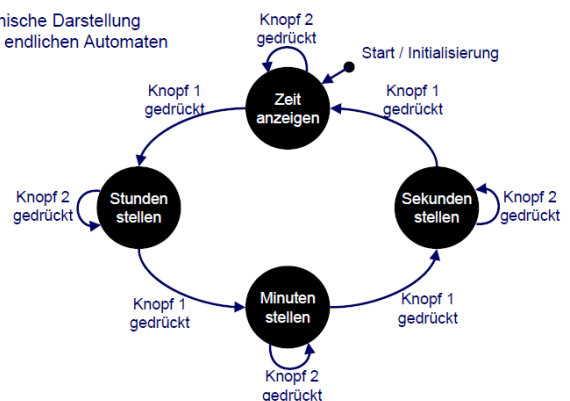 nische Darstellung
endlichen Automaten
Knopf 2
gedrückt
Start / Initialisierung
Knopf 1
gedrückt
Zeit
anzeigen
Knopf 1
gedrückt
Knopf 2
gedrückt
Stunden
stellen
Sekunden
stellen
Knopf 2
gedrückt
Knopf 1
gedrückt
Minuten
stellen
Knopf 1
gedrückt
Knopf 2
gedrückt